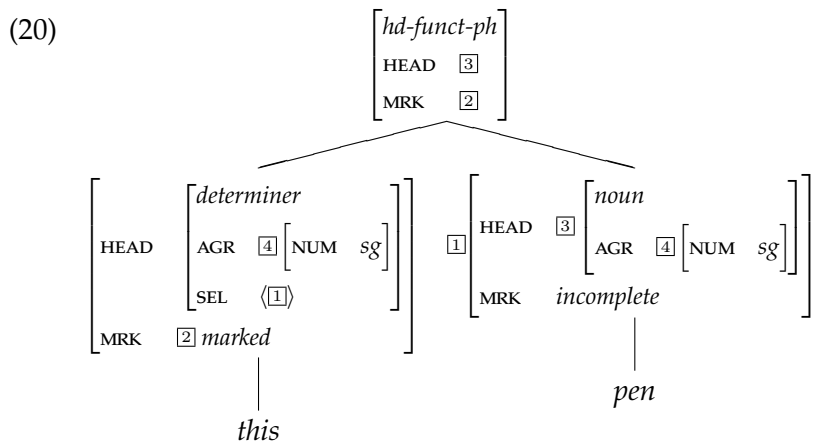 (20)
hd-funct-ph
HEAD 3
MRK 2
determiner
HEAD AGR 4 [NUM sg]
SEL ⟨1⟩
MRK 2 marked
1
noun
HEAD 3
AGR 4 [NUM sg]
MRK incomplete
this
pen